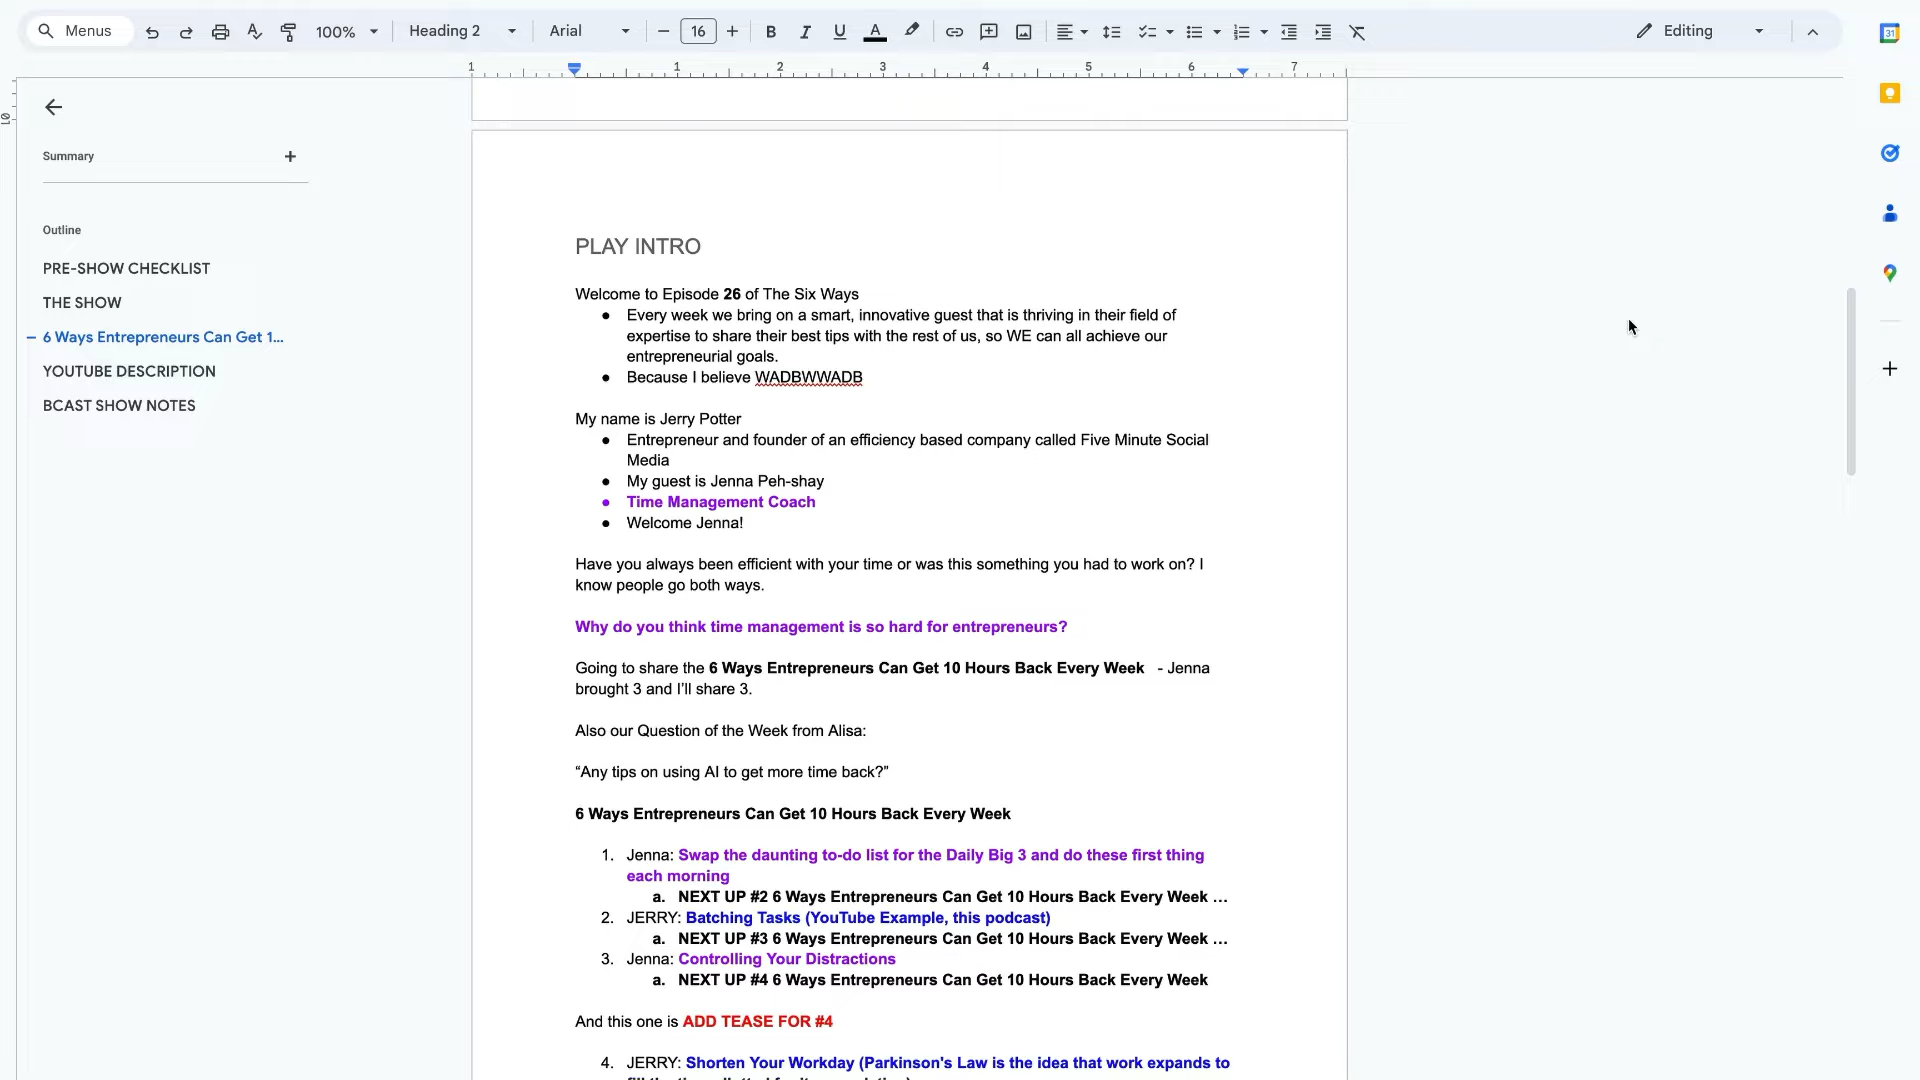 Menus
100%
Heading 2
Arial
16
B
I
U
A
Editing
31
1
1
2
3
4
5
6
7
10
Summary
Outline
PRE-SHOW CHECKLIST
THE SHOW
6 Ways Entrepreneurs Can Get 1...
YOUTUBE DESCRIPTION
BCAST SHOW NOTES
PLAY INTRO
Welcome to Episode 26 of The Six Ways
● Every week we bring on a smart, innovative guest that is thriving in their field of
expertise to share their best tips with the rest of us, so WE can all achieve our
entrepreneurial goals.
● Because I believe WADBWWADB
My name is Jerry Potter
● Entrepreneur and founder of an efficiency based company called Five Minute Social
Media
● My guest is Jenna Peh-shay
● Time Management Coach
● Welcome Jenna!
Have you always been efficient with your time or was this something you had to work on? I
know people go both ways.
Why do you think time management is so hard for entrepreneurs?
Going to share the 6 Ways Entrepreneurs Can Get 10 Hours Back Every Week - Jenna
brought 3 and I'll share 3.
Also our Question of the Week from Alisa:
“Any tips on using AI to get more time back?”
6 Ways Entrepreneurs Can Get 10 Hours Back Every Week
1. Jenna: Swap the daunting to-do list for the Daily Big 3 and do these first thing
each morning
a. NEXT UP #2 6 Ways Entrepreneurs Can Get 10 Hours Back Every Week …
2. JERRY: Batching Tasks (YouTube Example, this podcast)
a. NEXT UP #3 6 Ways Entrepreneurs Can Get 10 Hours Back Every Week …
3. Jenna: Controlling Your Distractions
a. NEXT UP #4 6 Ways Entrepreneurs Can Get 10 Hours Back Every Week
And this one is ADD TEASE FOR #4
4. JERRY: Shorten Your Workday (Parkinson's Law is the idea that work expands to